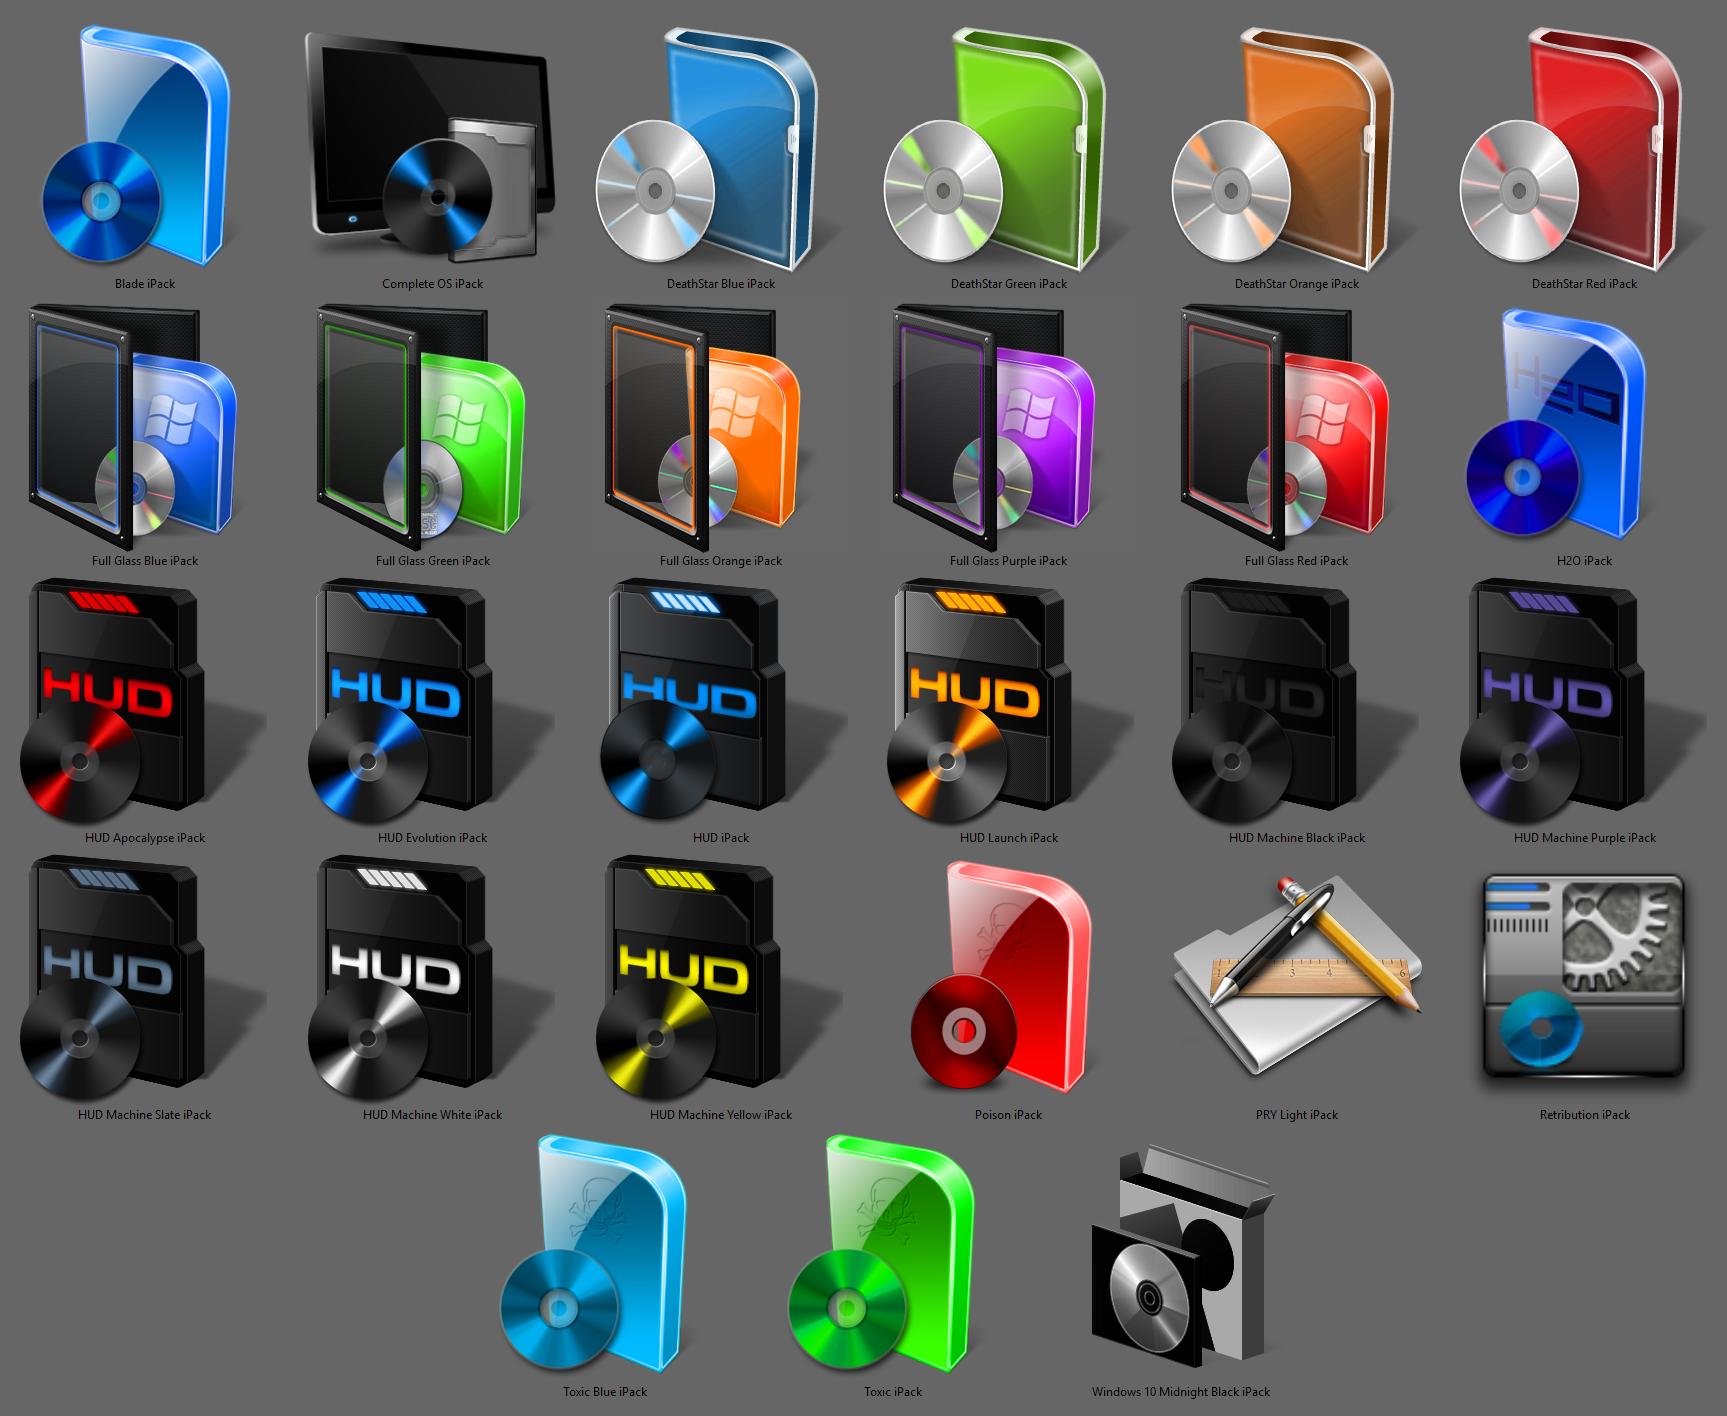 Blade iPack
Complete OS iPack
DeathStar Blue iPack
DeathStar Green iPack
DeathStar Orange iPack
DeathStar Red iPack
H2O
Full Glass Blue iPack
Full Glass Green iPack
Full Glass Orange iPack
Full Glass Purple iPack
Full Glass Red iPack
H2O iPack
HUD
HUD
HUD
HUD
HUD
HUD
HUD Apocalypse iPack
HUD Evolution iPack
HUD iPack
HUD Launch iPack
HUD Machine Black iPack
HUD Machine Purple iPack
HUD
HUD
HUD
1 3 4 6
HUD Machine Slate iPack
HUD Machine White iPack
HUD Machine Yellow iPack
Poison iPack
PRY Light iPack
Retribution iPack
Toxic Blue iPack
Toxic iPack
Windows 10 Midnight Black iPack